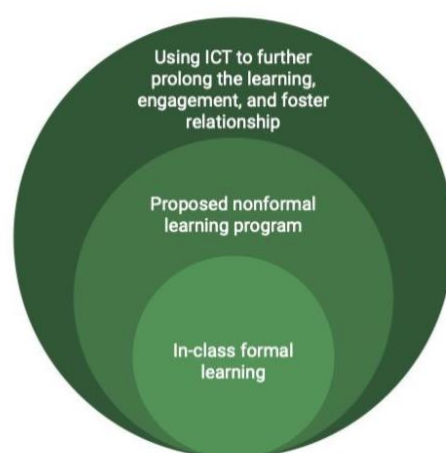 Using ICT to further
prolong the learning,
engagement, and foster
relationship
Proposed nonformal
learning program
In-class formal
learning